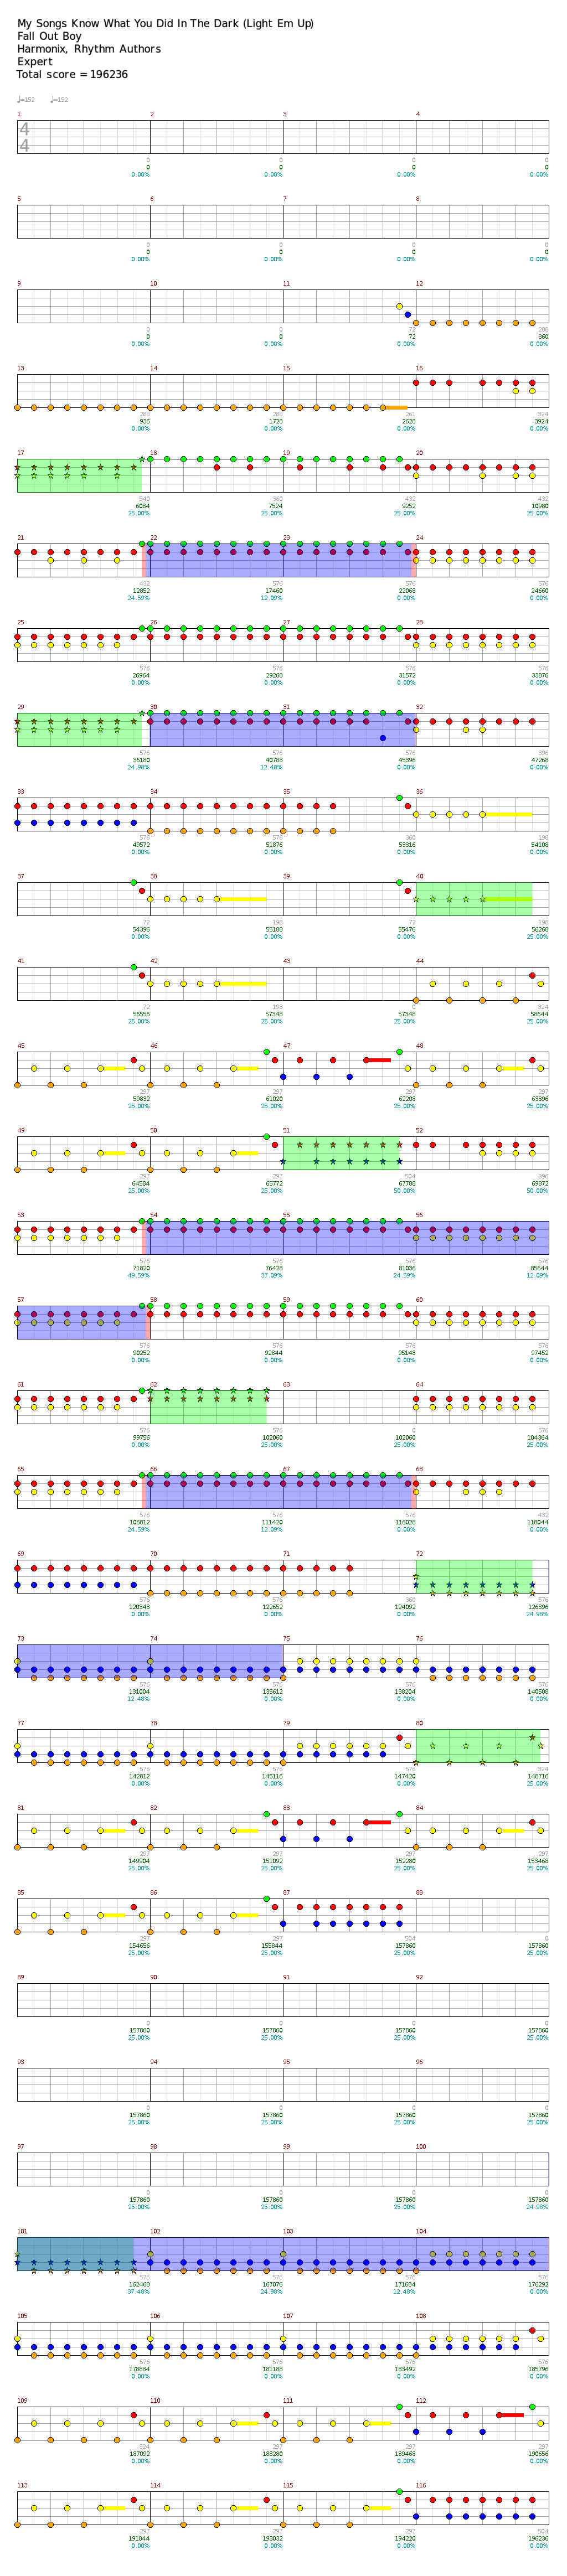 My Songs Know What You Did In The Dark (Light Em Up)
Fall Out Boy
Harmonix, Rhythm Authors
Expert
Total score = 196236
♩=152 ♩=152
1 2 3 4
4
4
0 0 0 0
0 0 0 0
0.00% 0.00% 0.00% 0.00%
5 6 7 8
0 0 0 0
0 0 0 0
0.00% 0.00% 0.00% 0.00%
9 10 11 12
0 0 72 288
0 0 72 360
0.00% 0.00% 0.00% 0.00%
13 14 15 16
288 288 261 324
936 1728 2628 3924
0.00% 0.00% 0.00% 0.00%
17 18 19 20
540 360 432 432
6084 7524 9252 10980
25.00% 25.00% 25.00% 25.00%
21 22 23 24
432 576 576 576
12852 17460 22068 24660
24.59% 12.09% 0.00% 0.00%
25 26 27 28
576 576 576 576
26964 29268 31572 33876
0.00% 0.00% 0.00% 0.00%
29 30 31 32
576 576 576 396
36180 40788 45396 47268
24.98% 12.48% 0.00% 0.00%
33 34 35 36
576 576 360 198
49572 51876 53316 54108
0.00% 0.00% 0.00% 0.00%
37 38 39 40
72 198 72 198
54396 55188 55476 56268
0.00% 0.00% 0.00% 25.00%
41 42 43 44
72 198 0 324
56556 57348 57348 58644
25.00% 25.00% 25.00% 25.00%
45 46 47 48
297 297 297 297
59832 61020 62208 63396
25.00% 25.00% 25.00% 25.00%
49 50 51 52
297 297 504 396
64584 65772 67788 69372
25.00% 25.00% 50.00% 50.00%
53 54 55 56
576 576 576 576
71820 76428 81036 85644
49.59% 37.09% 24.59% 12.09%
57 58 59 60
576 576 576 576
90252 92844 95148 97452
0.00% 0.00% 0.00% 0.00%
61 62 63 64
576 576 0 576
99756 102060 102060 104364
0.00% 25.00% 25.00% 25.00%
65 66 67 68
576 576 576 432
106812 111420 116028 118044
24.59% 12.09% 0.00% 0.00%
69 70 71 72
576 576 360 576
120348 122652 124092 126396
0.00% 0.00% 0.00% 24.98%
73 74 75 76
576 576 576 576
131004 135612 138204 140508
12.48% 0.00% 0.00% 0.00%
77 78 79 80
576 576 576 324
142812 145116 147420 148716
0.00% 0.00% 0.00% 25.00%
81 82 83 84
297 297 297 297
149904 151092 152280 153468
25.00% 25.00% 25.00% 25.00%
85 86 87 88
297 297 504 0
154656 155844 157860 157860
25.00% 25.00% 25.00% 25.00%
89 90 91 92
0 0 0 0
157860 157860 157860 157860
25.00% 25.00% 25.00% 25.00%
93 94 95 96
0 0 0 0
157860 157860 157860 157860
25.00% 25.00% 25.00% 25.00%
97 98 99 100
0 0 0 0
157860 157860 157860 157860
25.00% 25.00% 25.00% 24.98%
101 102 103 104
576 576 576 576
162468 167076 171684 176292
37.48% 24.98% 12.48% 0.00%
105 106 107 108
576 576 576 576
178884 181188 183492 185796
0.00% 0.00% 0.00% 0.00%
109 110 111 112
324 297 297 297
187092 188280 189468 190656
0.00% 0.00% 0.00% 0.00%
113 114 115 116
297 297 297 504
191844 193032 194220 196236
0.00% 0.00% 0.00% 0.00%